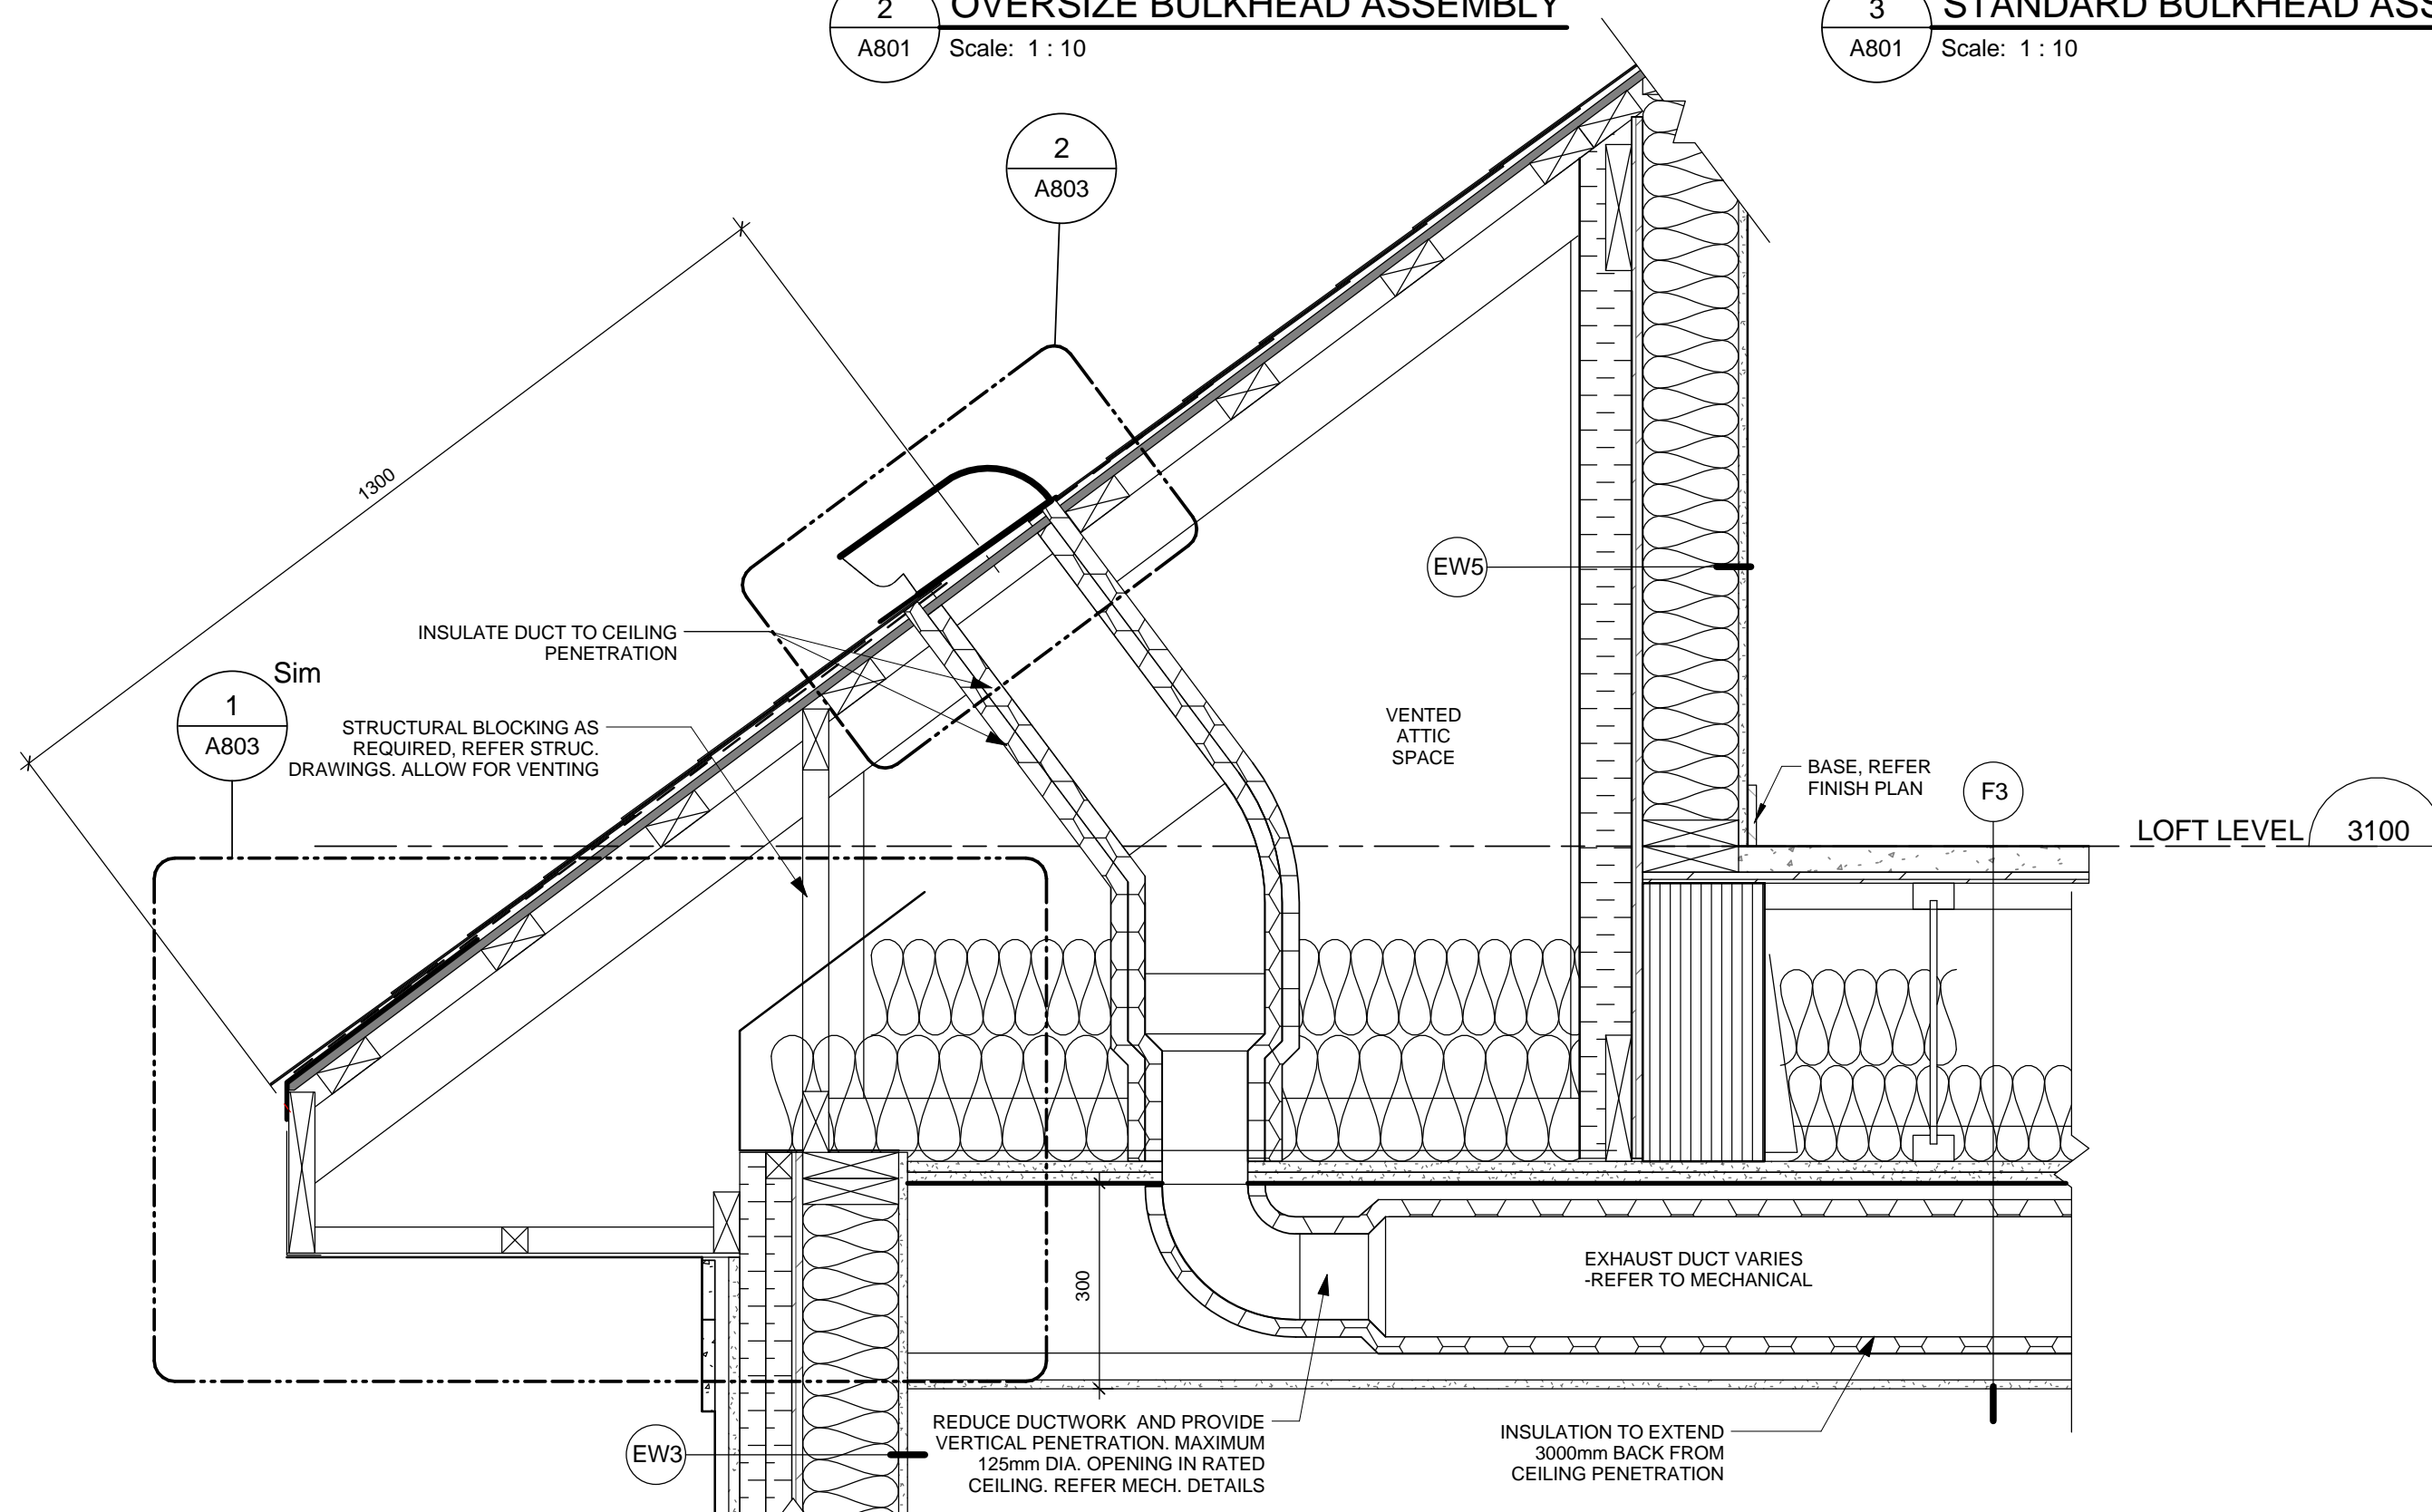 2
OVERSIZE BULKHEAD ASSEMBLY
A801
Scale: 1 : 10
3
STANDARD BULKHEAD ASS
A801
Scale: 1 : 10
2
A803
1300
EW5
INSULATE DUCT TO CEILING
PENETRATION
Sim
1
A803
STRUCTURAL BLOCKING AS
REQUIRED, REFER STRUC.
DRAWINGS. ALLOW FOR VENTING
VENTED
ATTIC
SPACE
BASE, REFER
FINISH PLAN
F3
LOFT LEVEL
3100
EXHAUST DUCT VARIES
-REFER TO MECHANICAL
300
REDUCE DUCTWORK AND PROVIDE
VERTICAL PENETRATION. MAXIMUM
125mm DIA. OPENING IN RATED
CEILING. REFER MECH. DETAILS
INSULATION TO EXTEND
3000mm BACK FROM
CEILING PENETRATION
EW3